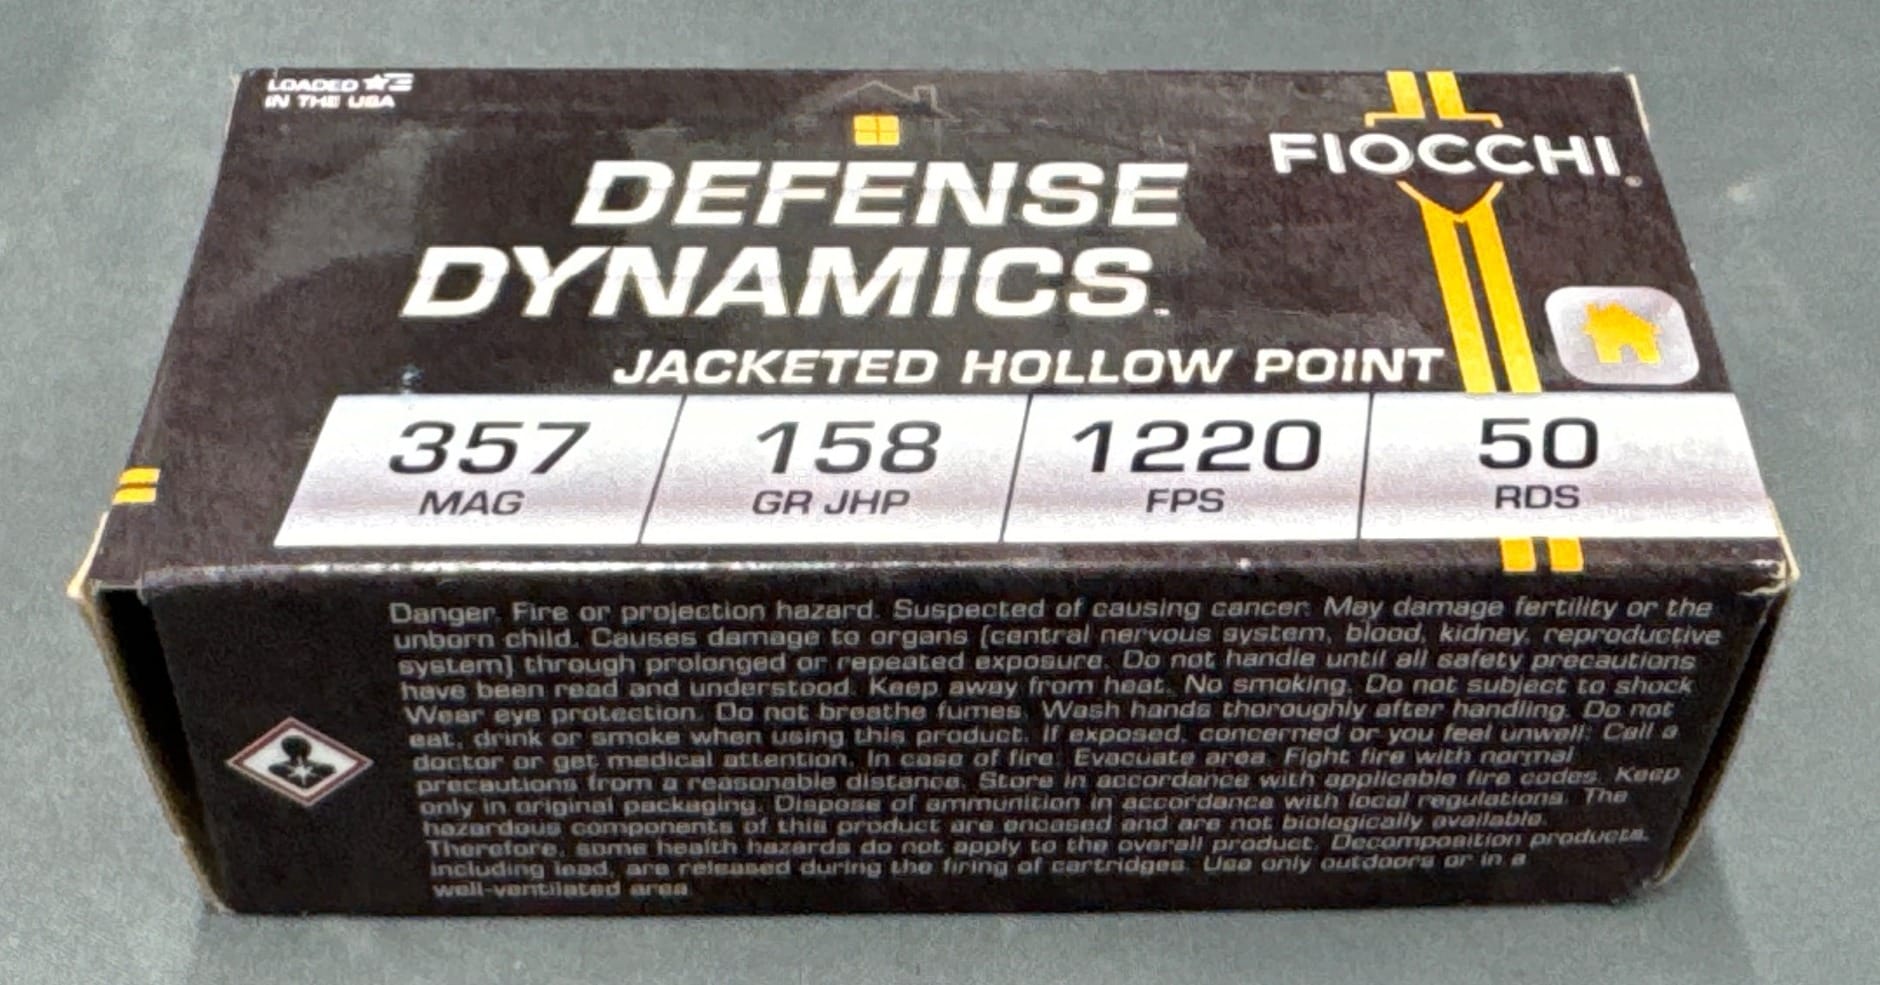 LOADED
IN THE USA
FIOCCHI®
DEFENSE
DYNAMICS™
JACKETED HOLLOW POINT
357 158 1220 50
MAG GR JHP FPS RDS
Danger. Fire or projection hazard. Suspected of causing cancer. May damage fertility or the
unborn child. Causes damage to organs (central nervous system, blood, kidney, reproductive
system) through prolonged or repeated exposure. Do not handle until all safety precautions
have been read and understood. Keep away from heat. No smoking. Do not subject to shock
Wear eye protection. Do not breathe fumes. Wash hands thoroughly after handling. Do not
eat, drink or smoke when using this product. If exposed, concerned or you feel unwell: Call a
doctor or get medical attention. In case of fire: Evacuate area. Fight fire with normal
precautions from a reasonable distance. Store in accordance with applicable fire codes. Keep
only in original packaging. Dispose of ammunition in accordance with local regulations. The
hazardous components of this product are encased and are not biologically available.
Therefore, some health hazards do not apply to the overall product. Decomposition products,
including lead, are released during the firing of cartridges. Use only outdoors or in a
well-ventilated area